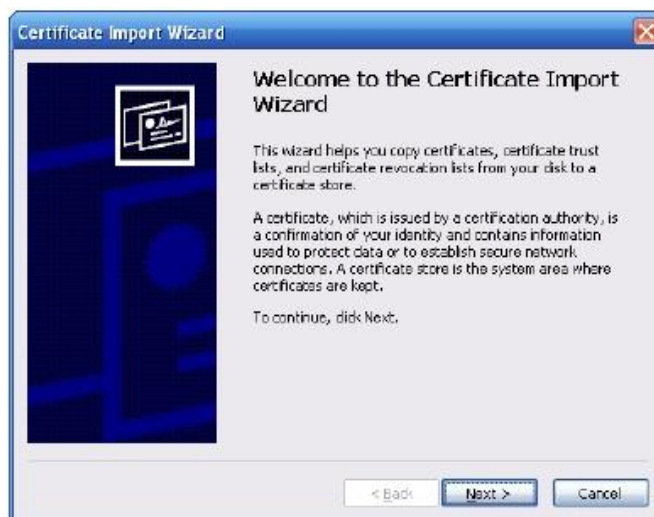 Certificate Import Wizard
Welcome to the Certificate Import
Wizard
This wizard helps you copy certificates, certificate trust
lists, and certificate revocation lists from your disk to a
certificate store.
A certificate, which is issued by a certification authority, is
a confirmation of your identity and contains information
used to protect data or to establish secure network
connections. A certificate store is the system area where
certificates are kept.
To continue, click Next.
< Back
Next >
Cancel